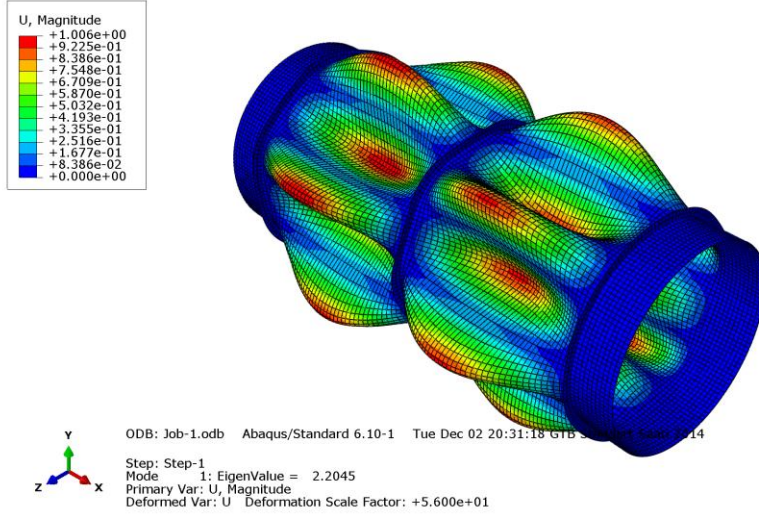 U, Magnitude
+1.006e+00
+9.225e-01
+8.386e-01
+7.548e-01
+6.709e-01
+5.870e-01
+5.032e-01
+4.193e-01
+3.355e-01
+2.516e-01
+1.677e-01
+8.386e-02
+0.000e+00
ODB: Job-1.odb Abaqus/Standard 6.10-1 Tue Dec 02 20:31:18 GTB
Step: Step-1
Mode 1: EigenValue = 2.2045
Primary Var: U, Magnitude
Deformed Var: U Deformation Scale Factor: +5.600e+01
Y
Z
X